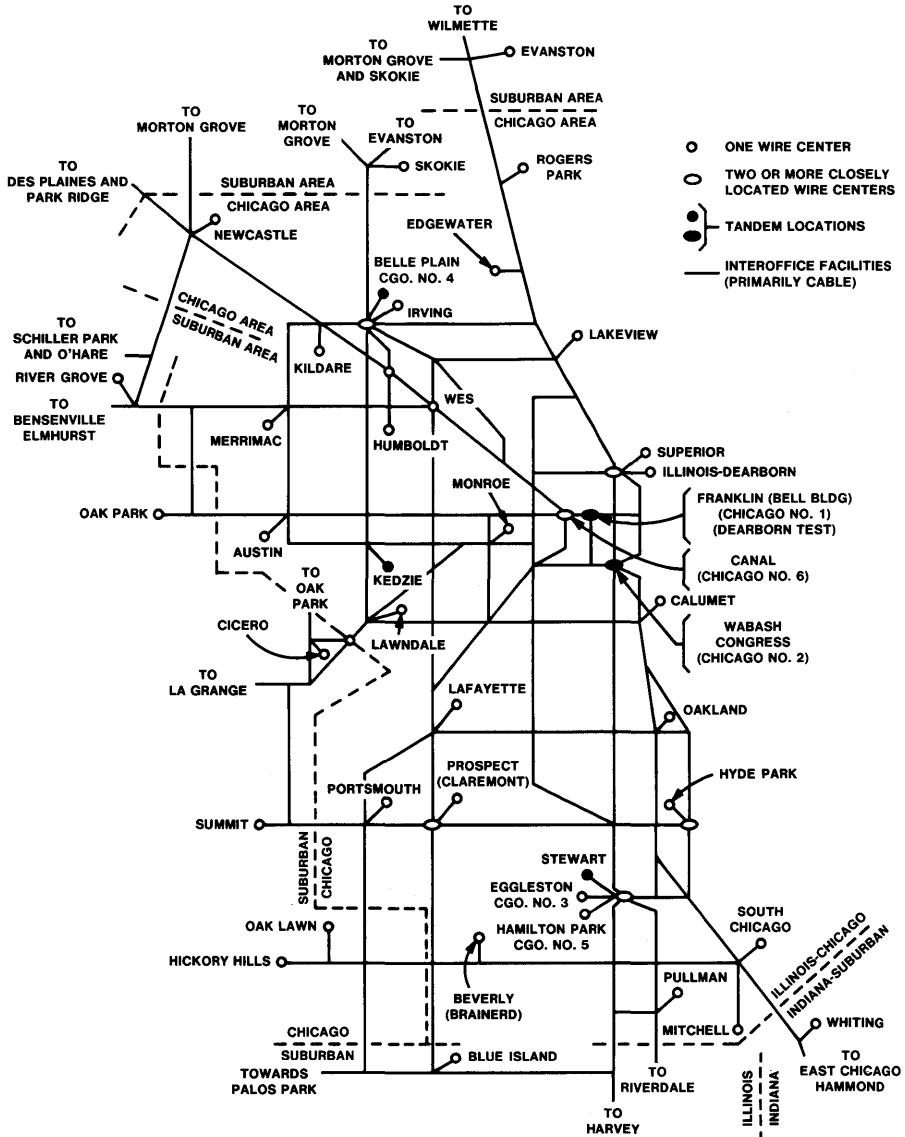 TO
WILMETTE
TO
MORTON GROVE
AND SKOKIE
EVANSTON
SUBURBAN AREA
CHICAGO AREA
TO
MORTON GROVE
TO
MORTON
GROVE
TO
EVANSTON
SKOKIE
ROGERS
PARK
ONE WIRE CENTER
TWO OR MORE CLOSELY
LOCATED WIRE CENTERS
TANDEM LOCATIONS
INTEROFFICE FACILITIES
(PRIMARILY CABLE)
TO
DES PLAINES AND
PARK RIDGE
SUBURBAN AREA
CHICAGO AREA
NEWCASTLE
EDGEWATER
BELLE PLAIN
CGO. NO. 4
IRVING
CHICAGO AREA
SUBURBAN AREA
TO
SCHILLER PARK
AND O'HARE
RIVER GROVE
KILDARE
LAKEVIEW
TO
BENSENVILLE
ELMHURST
MERRIMAC
HUMBOLDT
WES
SUPERIOR
ILLINOIS-DEARBORN
MONROE
FRANKLIN (BELL BLDG)
(CHICAGO NO. 1)
(DEARBORN TEST)
OAK PARK
AUSTIN
KEDZIE
CANAL
(CHICAGO NO. 6)
TO
OAK
PARK
CICERO
LAWNDALE
CALUMET
WABASH
CONGRESS
(CHICAGO NO. 2)
TO
LA GRANGE
LAFAYETTE
OAKLAND
PORTSMOUTH
PROSPECT
(CLAREMONT)
HYDE PARK
SUMMIT
SUBURBAN
CHICAGO
STEWART
EGGLESTON
CGO. NO. 3
HAMILTON PARK
CGO. NO. 5
OAK LAWN
HICKORY HILLS
BEVERLY
(BRAINERD)
SOUTH
CHICAGO
ILLINOIS-CHICAGO
INDIANA-SUBURBAN
PULLMAN
MITCHELL
WHITING
CHICAGO
SUBURBAN
BLUE ISLAND
TOWARDS
PALOS PARK
TO
RIVERDALE
TO
HARVEY
TO
EAST CHICAGO
HAMMOND
ILLINOIS
INDIANA